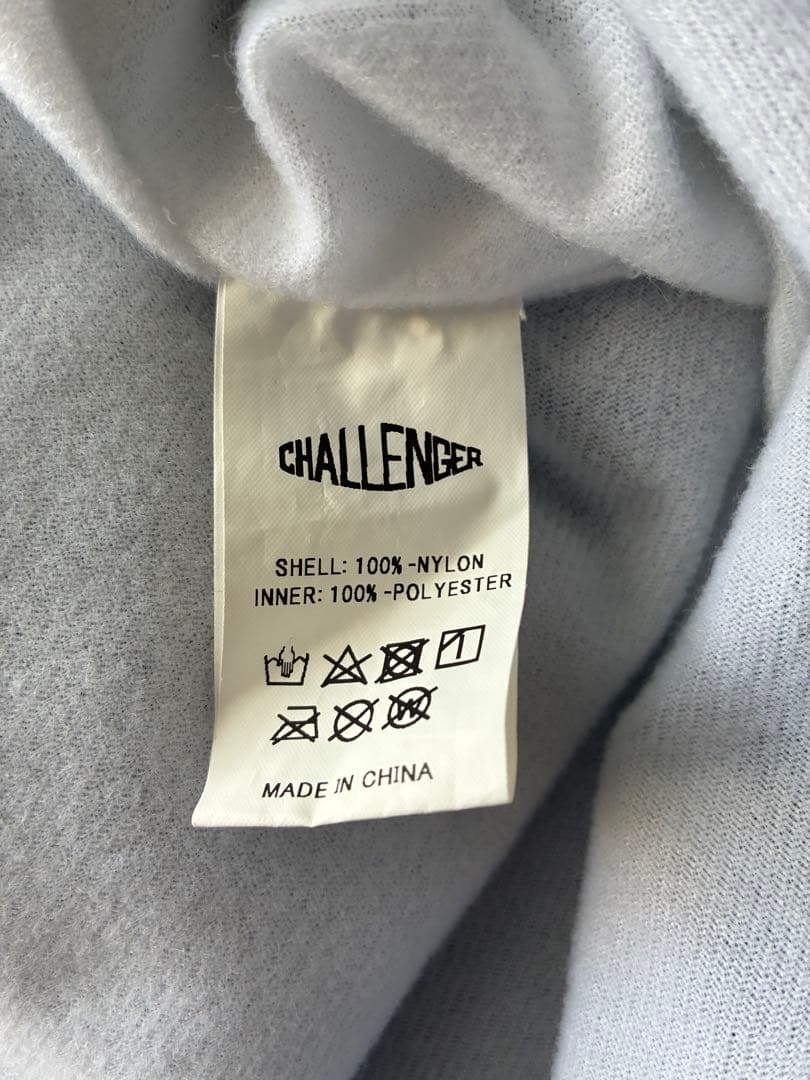 CHALLENGER
SHELL: 100%-NYLON
INNER: 100%-POLYESTER
W
MADE IN CHINA